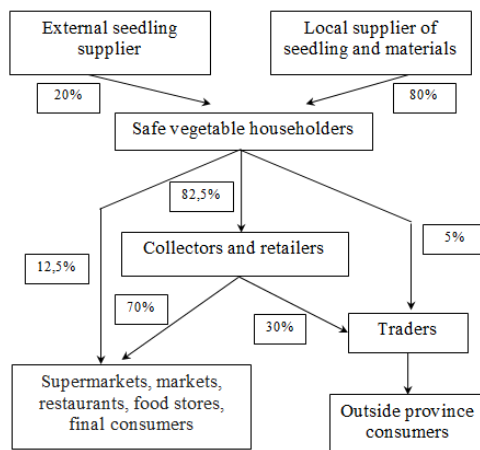 External seedling
supplier
Local supplier of
seedling and materials
20%
80%
Safe vegetable householders
82,5%
5%
Collectors and retailers
12,5%
70%
30%
Traders
Supermarkets, markets,
restaurants, food stores,
final consumers
Outside province
consumers